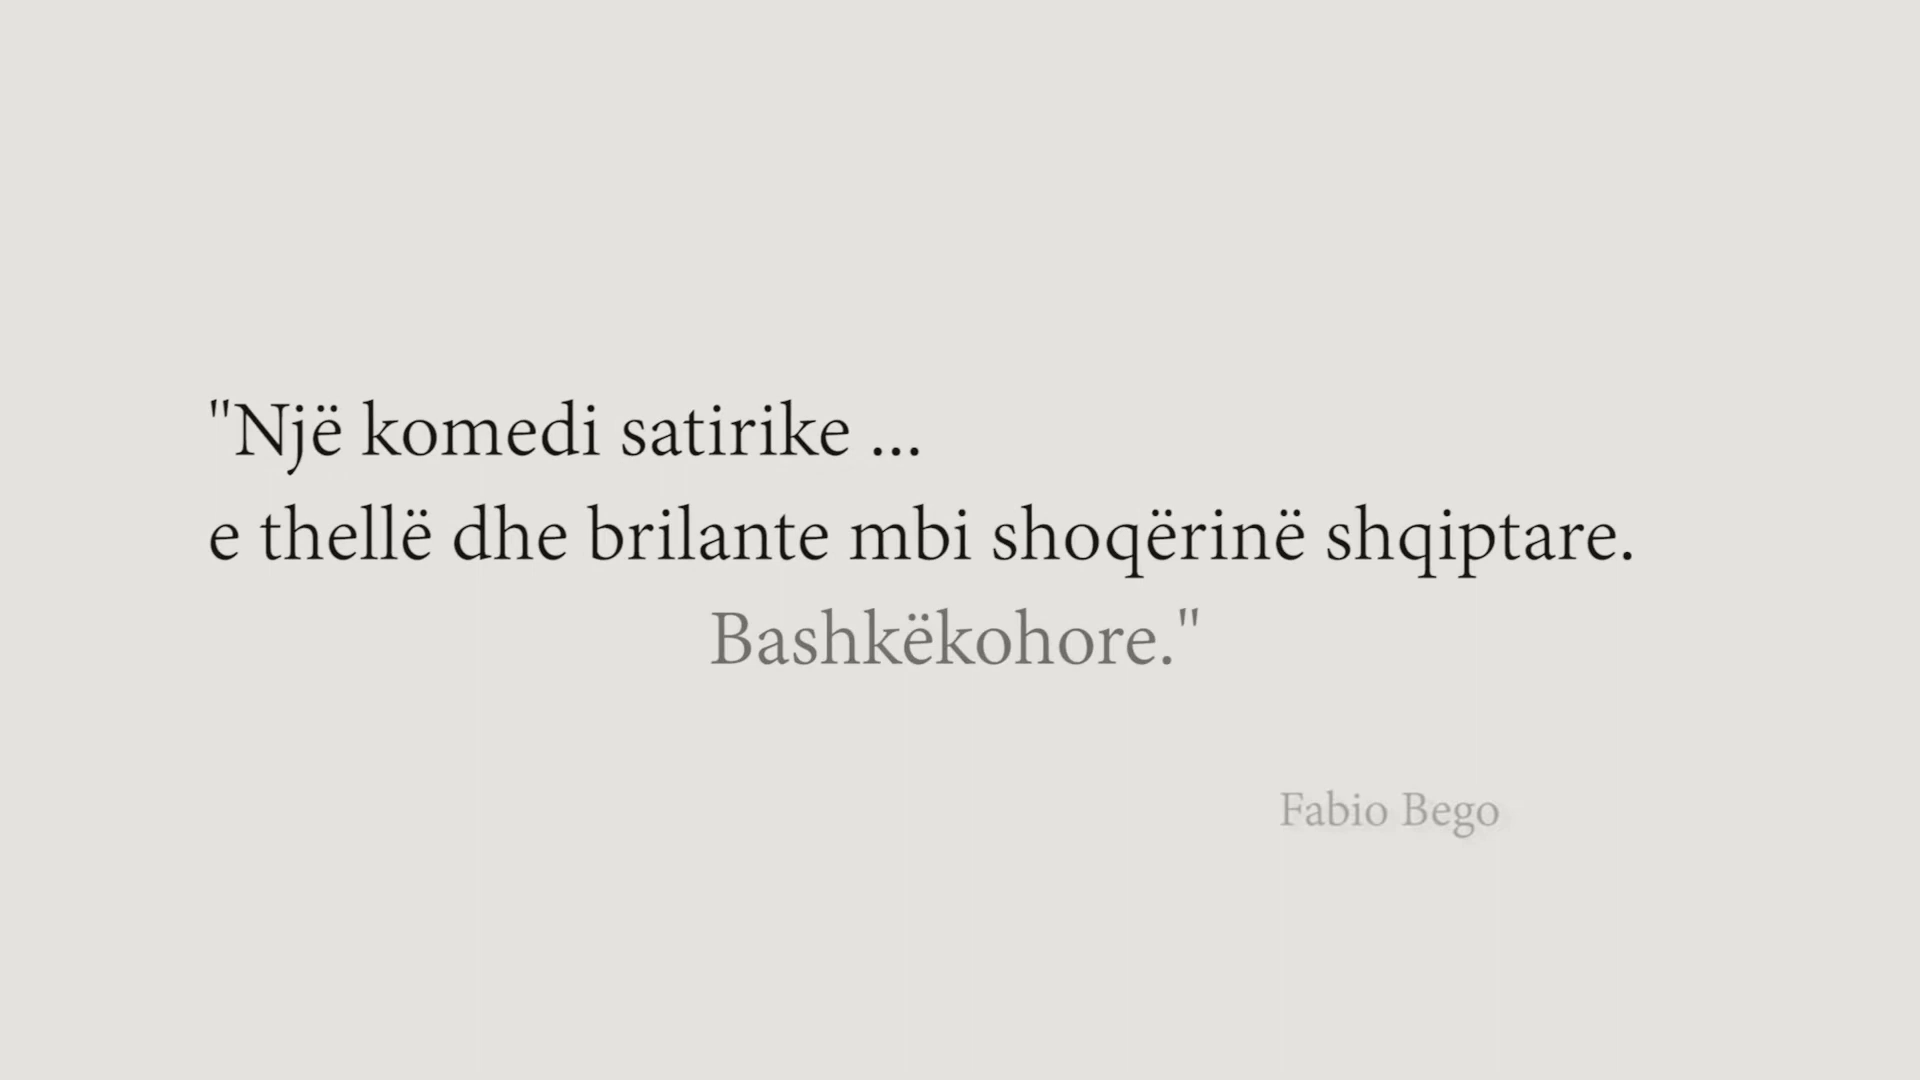 "Një komedi satirike ...
e thellë dhe brilante mbi shoqërinë shqiptare.
Bashkëkohore."
Fabio Bego